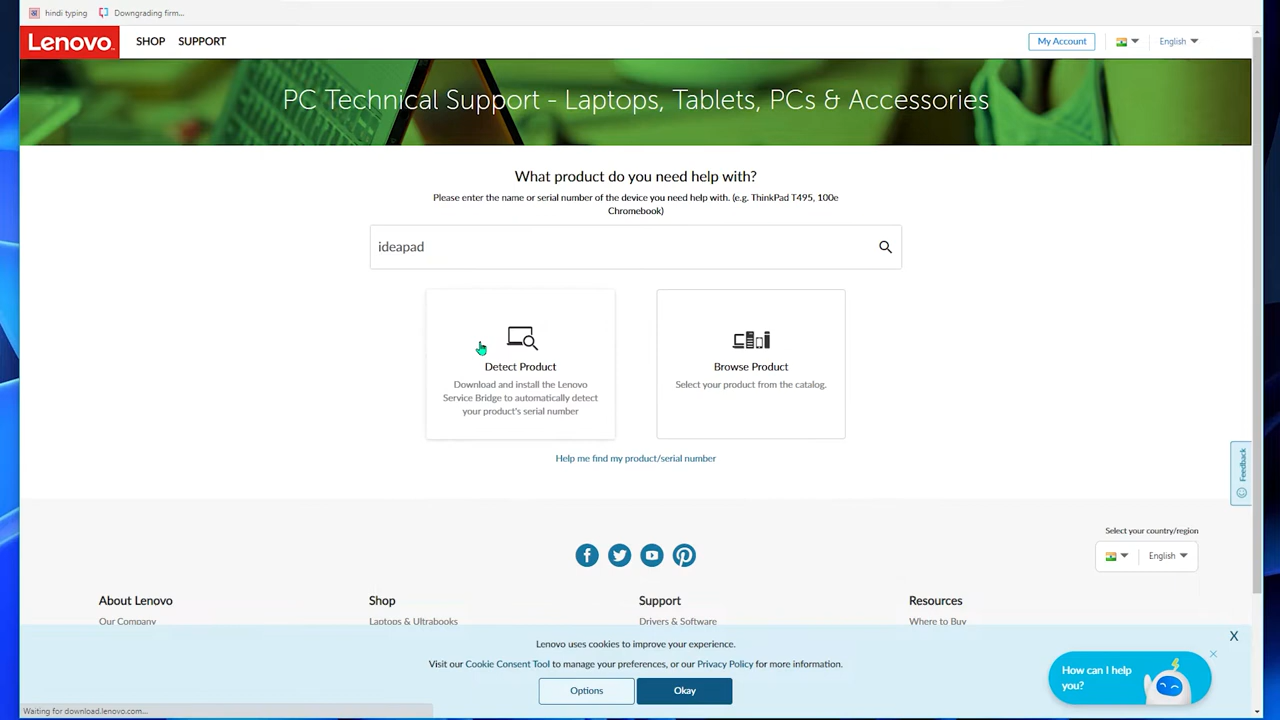 hindi typing
Downgrading firm...
Lenovo
SHOP
SUPPORT
My Account
English
PC Technical Support - Laptops, Tablets, PCs & Accessories
What product do you need help with?
Please enter the name or serial number of the device you need help with. (e.g. ThinkPad T495, 100e
Chromebook)
ideapad
Detect Product
Download and install the Lenovo
Service Bridge to automatically detect
your product's serial number
Browse Product
Select your product from the catalog.
Help me find my product/serial number
Feedback
Select your country/region
English
About Lenovo
Our Company
Shop
Laptops & Ultrabooks
Support
Drivers & Software
Resources
Where to Buy
Lenovo uses cookies to improve your experience.
X
Visit our Cookie Consent Tool to manage your preferences, or our Privacy Policy for more information.
Options
Okay
How can I help
you?
Waiting for download.lenovo.com...